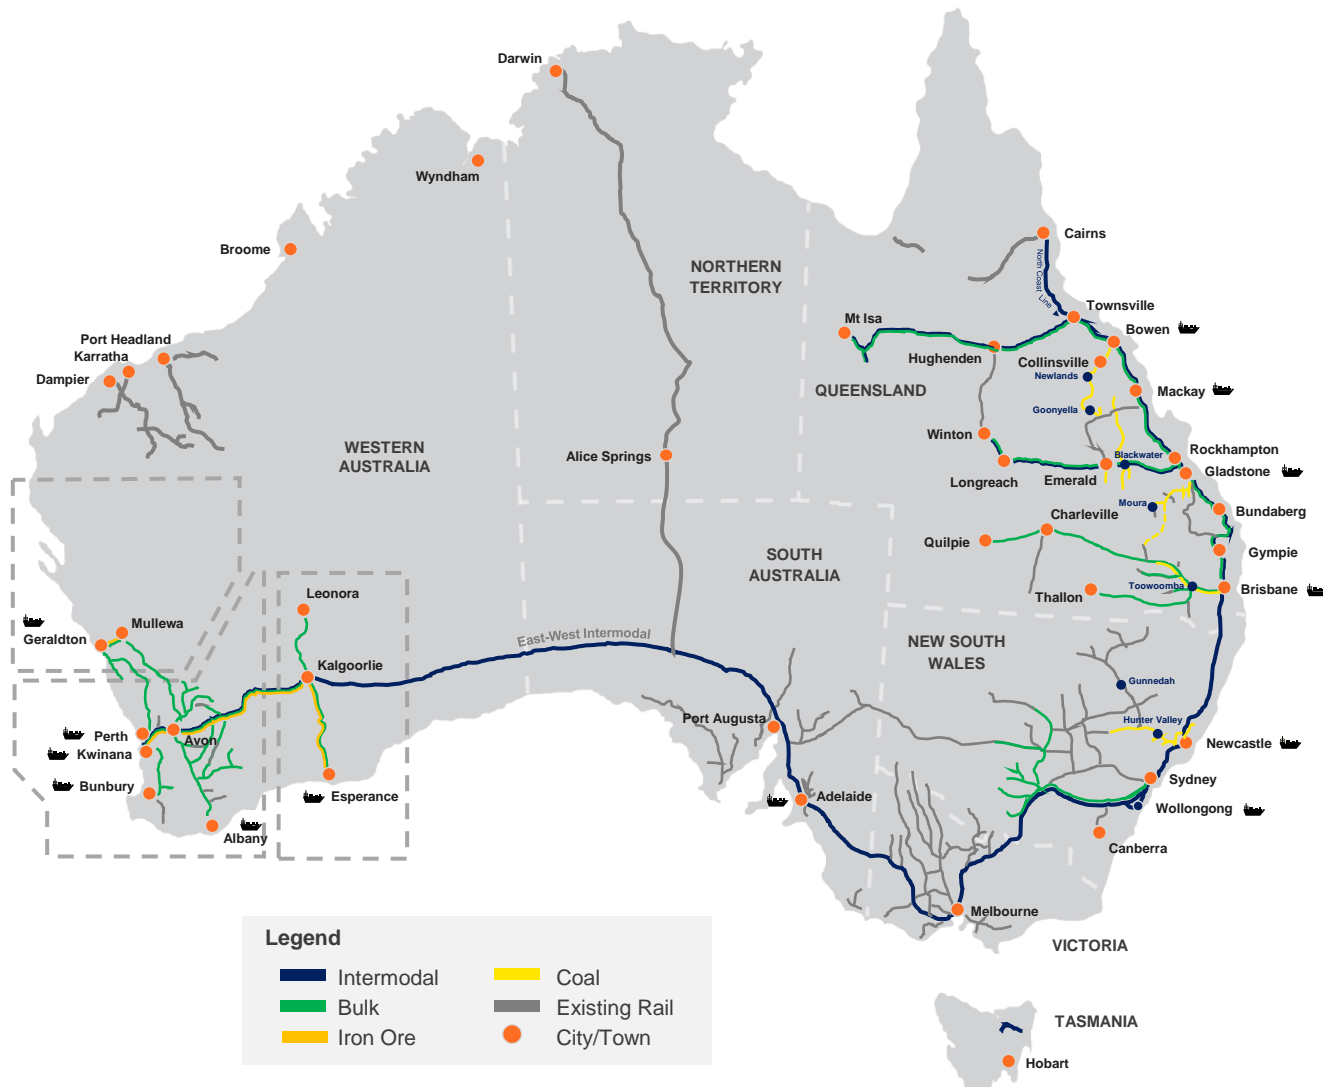 Darwin
Wyndham
Broome
Cairns
North Coast Line
NORTHERN
TERRITORY
Townsville
Mt Isa
Bowen
Port Headland
Karratha
Dampier
Hughenden
Collinsville
Newlands
QUEENSLAND
Mackay
Goonyella
Winton
WESTERN
AUSTRALIA
Alice Springs
Rockhampton
Blackwater
Gladstone
Longreach
Emerald
Moura
Charleville
Bundaberg
Quilpie
Gympie
SOUTH
AUSTRALIA
Toowoomba
Brisbane
Leonora
Thallon
Mullewa
Geraldton
East-West Intermodal
NEW SOUTH
WALES
Kalgoorlie
Gunnedah
Port Augusta
Hunter Valley
Perth
Avon
Newcastle
Kwinana
Sydney
Bunbury
Esperance
Adelaide
Wollongong
Albany
Canberra
Melbourne
Legend
VICTORIA
Intermodal
Coal
Bulk
Existing Rail
Iron Ore
City/Town
TASMANIA
Hobart